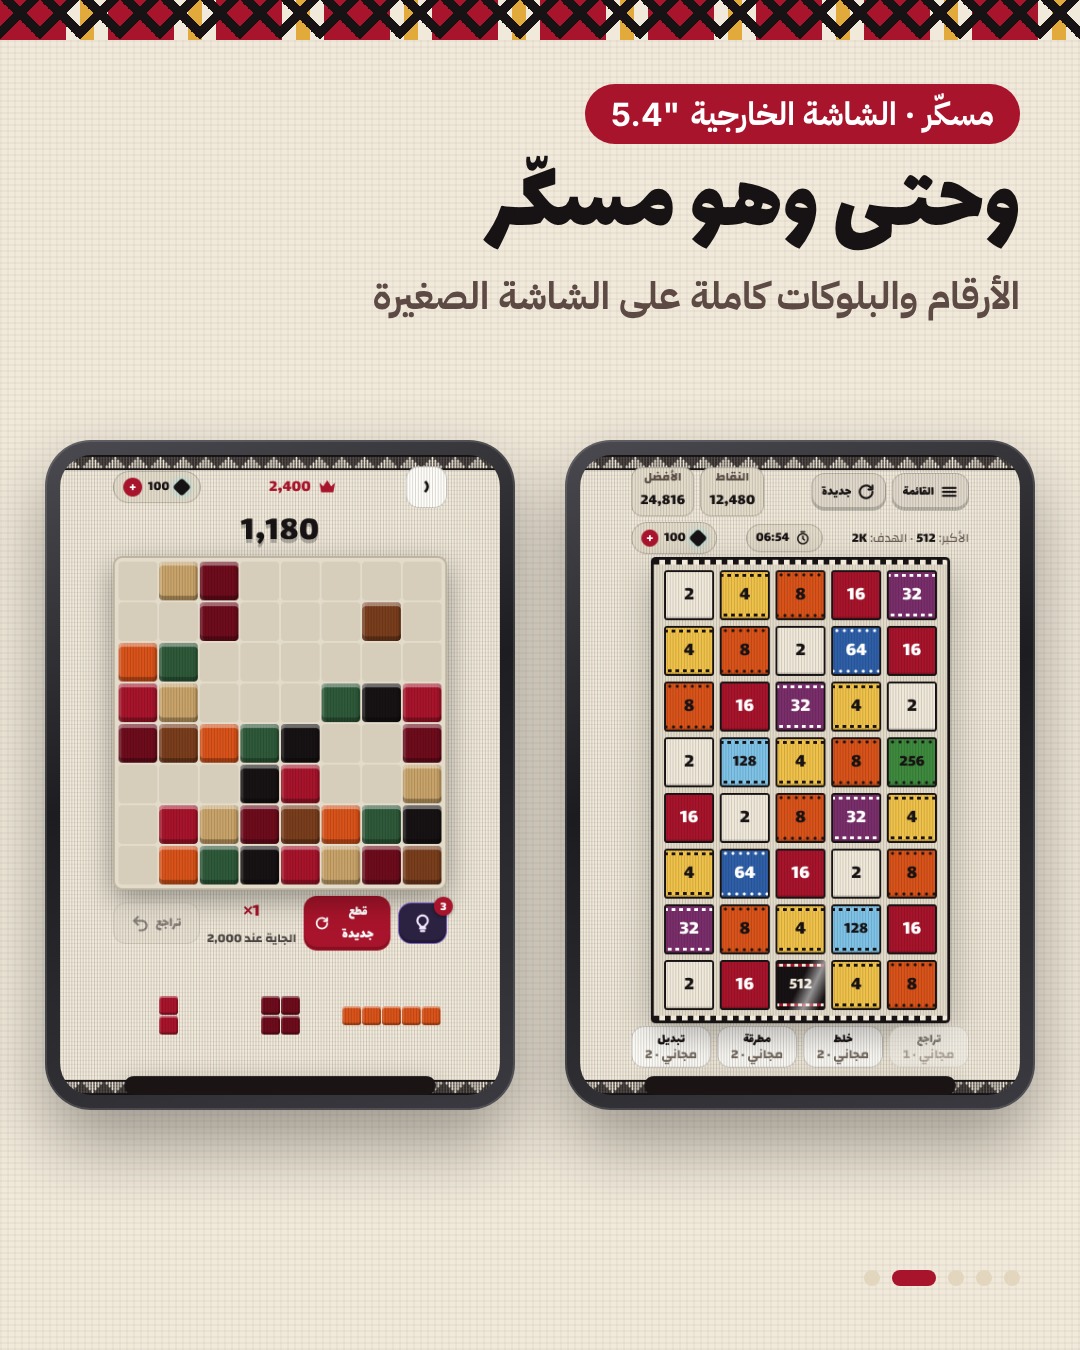 مسكّر · الشاشة الخارجية "5.4
وحتى وهو مسكّر
الأرقام والبلوكات كاملة على الشاشة الصغيرة
القائمة
جديدة
النقاط
12,480
الأفضل
24,816
الأكبر: 512 · الهدف: 2K
06:54
100
2 4 8 16 32
4 8 2 64 16
8 16 32 4 2
2 128 4 8 256
16 2 8 32 4
4 64 16 2 8
32 8 4 128 16
2 16 512 4 8
تراجع
مجاني · 1
خلط
مجاني · 2
مطرقة
مجاني · 2
تبديل
مجاني · 2
2,400
100
1,180
3
قطع
جديدة
×1
الجاية عند 2,000
تراجع